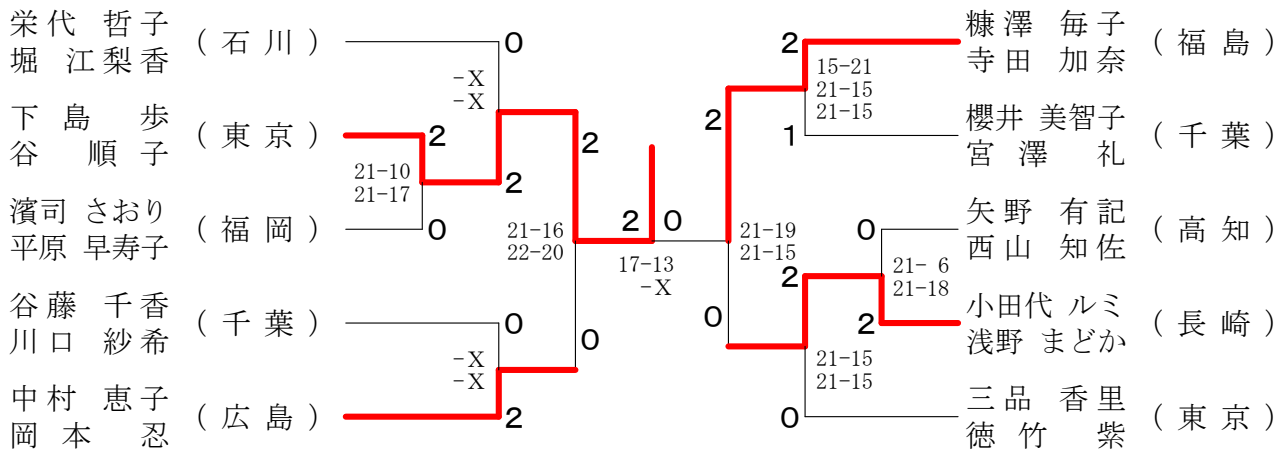 栄代 哲子
堀 江梨香
(石川)
0
-X
-X
下島 歩
谷 順子
(東京)
2
2
21-10
21-17
濱司 さおり
平原 早寿子
(福岡)
0
2
21-16
22-20
谷藤 千香
川口 紗希
(千葉)
0
0
-X
-X
中村 恵子
岡本 忍
(広島)
2
2
0
17-13
-X
2
糠澤 毎子
寺田 加奈
(福島)
15-21
21-15
21-15
2
1
櫻井 美智子
宮澤 礼
(千葉)
21-19
21-15
0
矢野 有記
西山 知佐
(高知)
2
21- 6
21-18
0
2
小田代 ルミ
浅野 まどか
(長崎)
21-15
21-15
0
三品 香里
徳竹 紫
(東京)